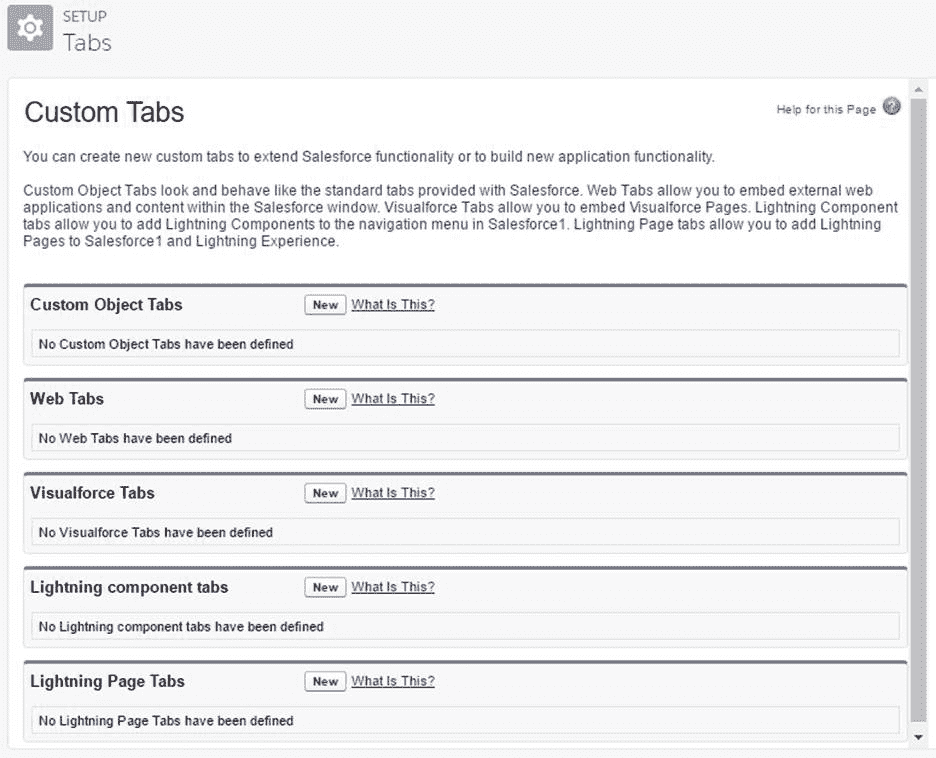 SETUP
Tabs
Custom Tabs
Help for this Page
You can create new custom tabs to extend Salesforce functionality or to build new application functionality.
Custom Object Tabs look and behave like the standard tabs provided with Salesforce. Web Tabs allow you to embed external web
applications and content within the Salesforce window. Visualforce Tabs allow you to embed Visualforce Pages. Lightning Component
tabs allow you to add Lightning Components to the navigation menu in Salesforce1. Lightning Page tabs allow you to add Lightning
Pages to Salesforce1 and Lightning Experience.
Custom Object Tabs New What Is This?
No Custom Object Tabs have been defined
Web Tabs New What Is This?
No Web Tabs have been defined
Visualforce Tabs New What Is This?
No Visualforce Tabs have been defined
Lightning component tabs New What Is This?
No Lightning component tabs have been defined
Lightning Page Tabs New What Is This?
No Lightning Page Tabs have been defined